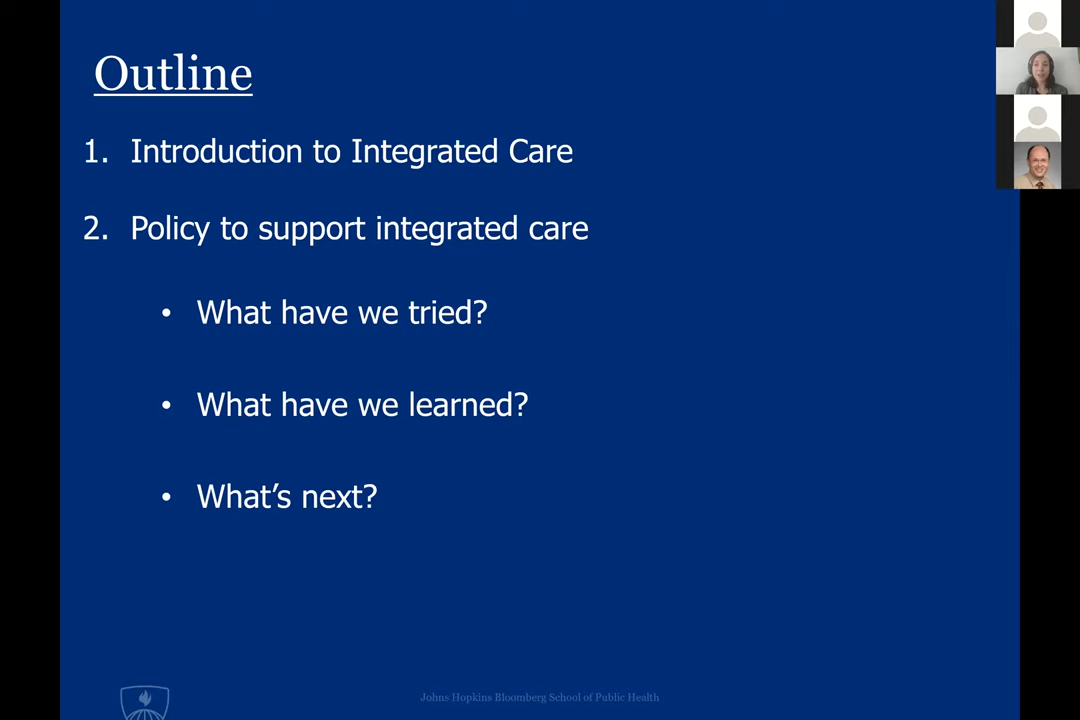 Outline
1. Introduction to Integrated Care
2. Policy to support integrated care
• What have we tried?
• What have we learned?
• What’s next?
Johns Hopkins Bloomberg School of Public Health